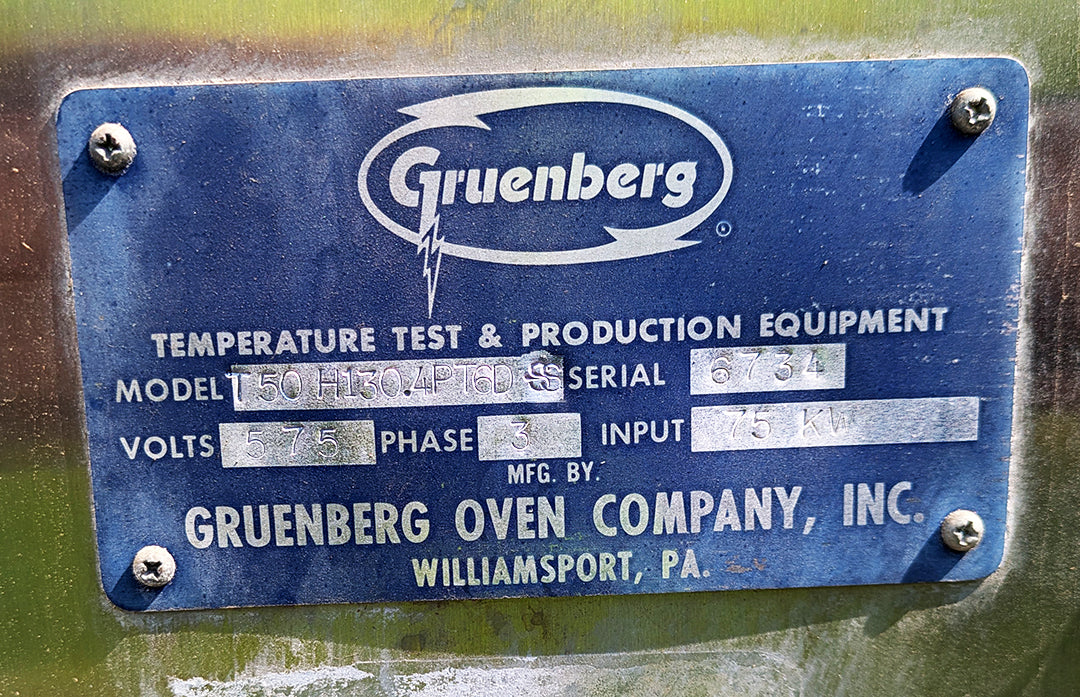 Gruenberg
®
TEMPERATURE TEST & PRODUCTION EQUIPMENT
MODEL T50 H130.4PT6D SS SERIAL 6734
VOLTS 575 PHASE 3 INPUT 75 KW
MFG. BY.
GRUENBERG OVEN COMPANY, INC.
WILLIAMSPORT, PA.